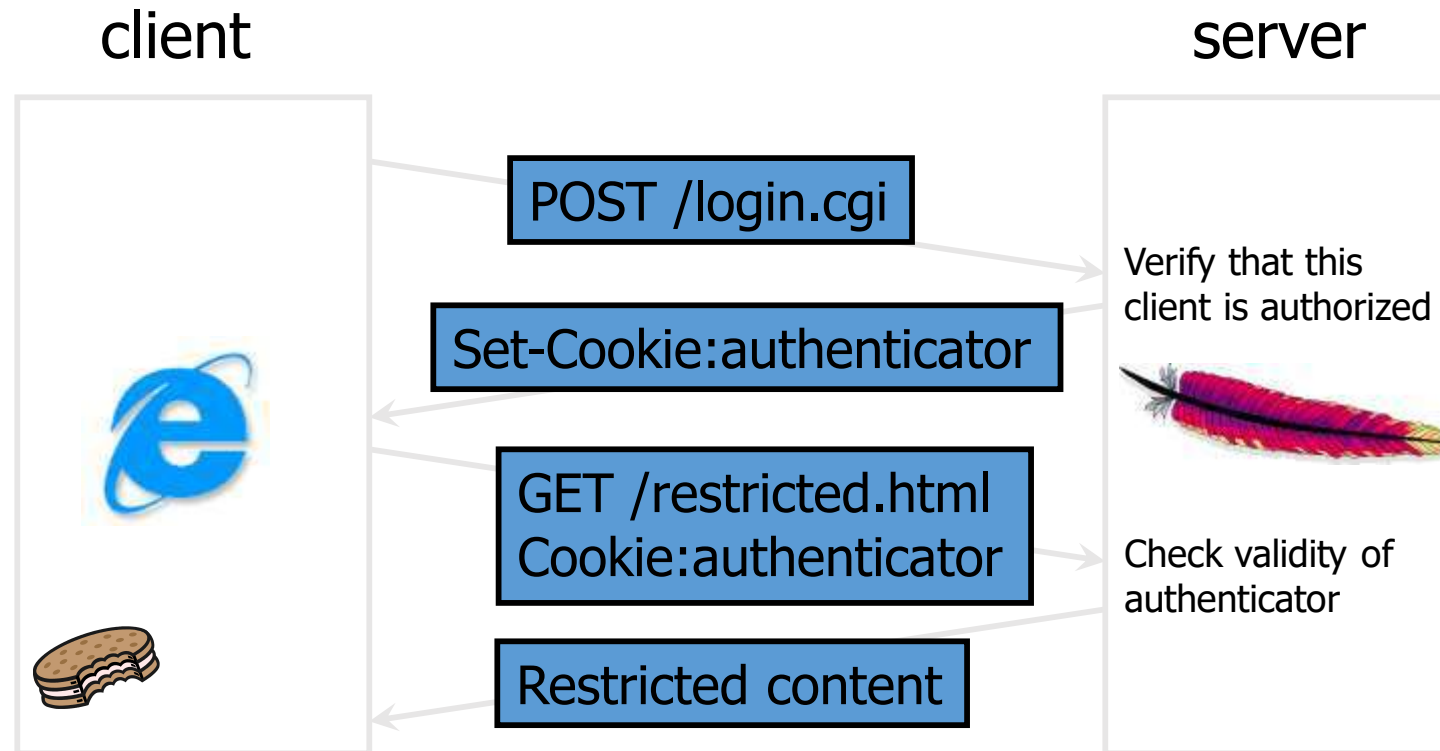 client
server
POST /login.cgi
Verify that this
client is authorized
Set-Cookie:authenticator
GET /restricted.html
Cookie:authenticator
Check validity of
authenticator
Restricted content